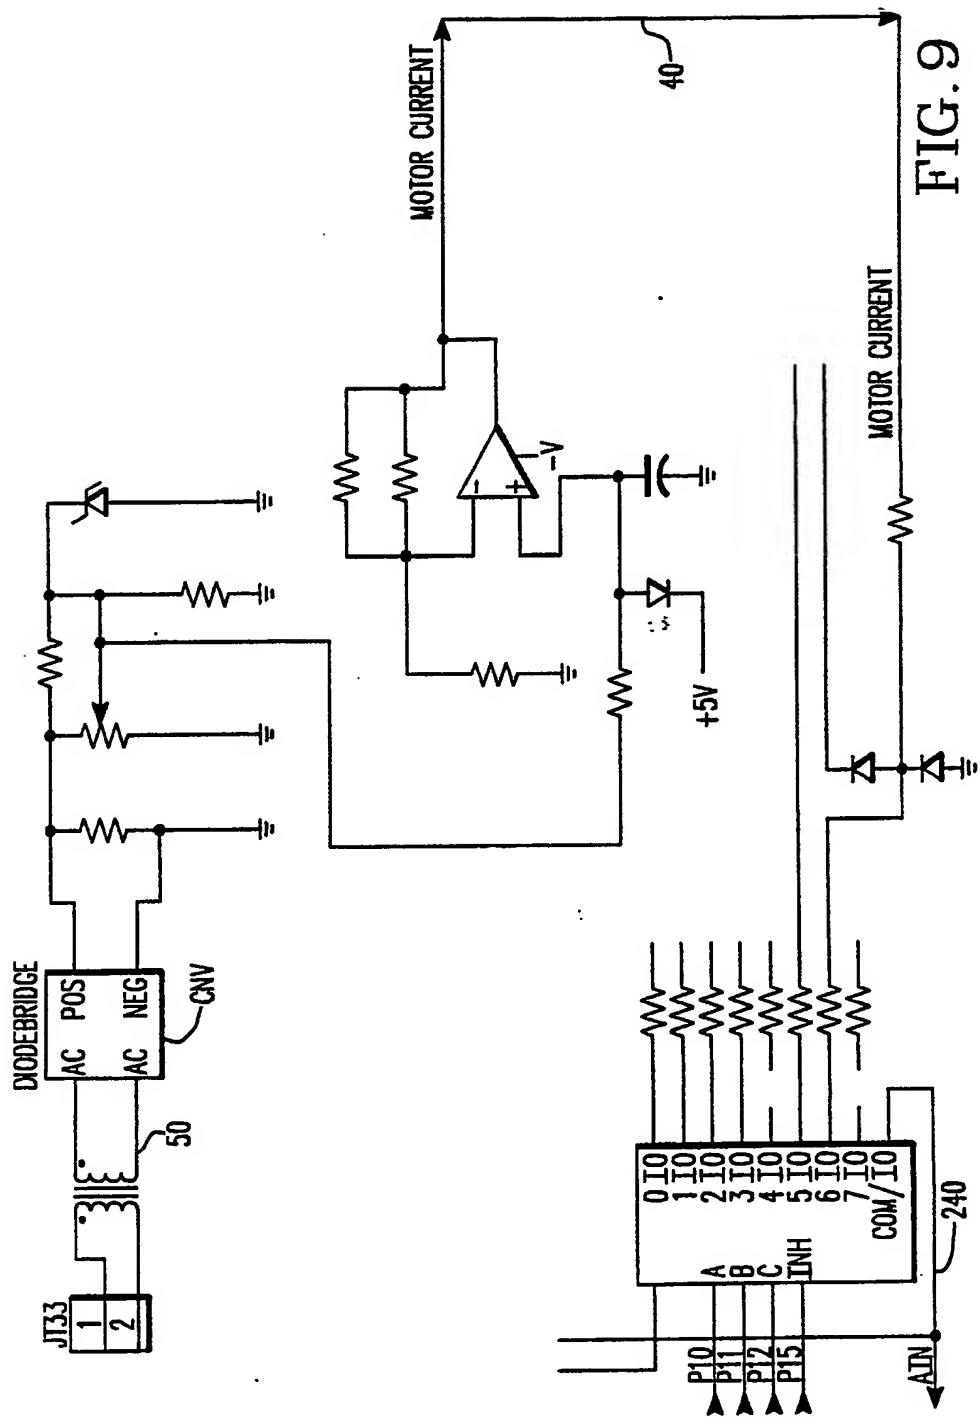 JT33
1
2
50
DIODEBRIDGE
AC POS
AC NEG
CNV
MOTOR CURRENT
-
+
-V
+5V
40
P10
P11
P12
P15
A
B
C
INH
0 IO
1 IO
2 IO
3 IO
4 IO
5 IO
6 IO
7 IO
COM/IO
AIN
240
MOTOR CURRENT
FIG. 9